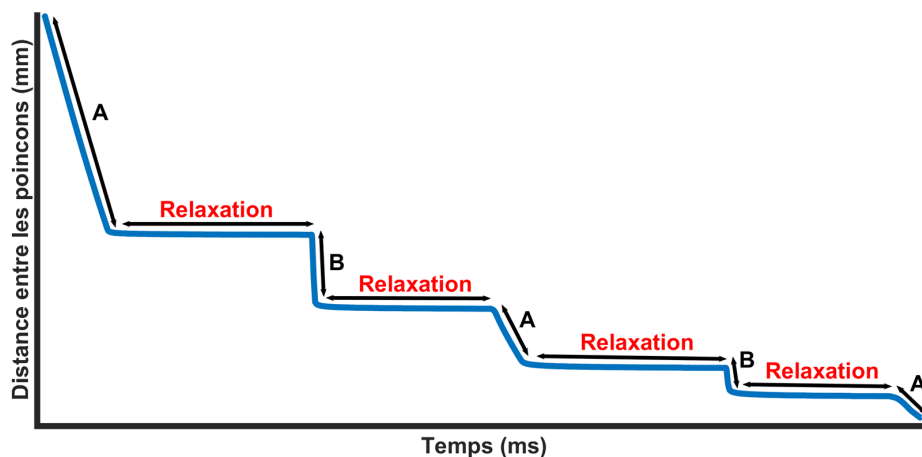 Distance entre les poincons (mm)
A
Relaxation
B
Relaxation
A
Relaxation
B
Relaxation
A
Temps (ms)